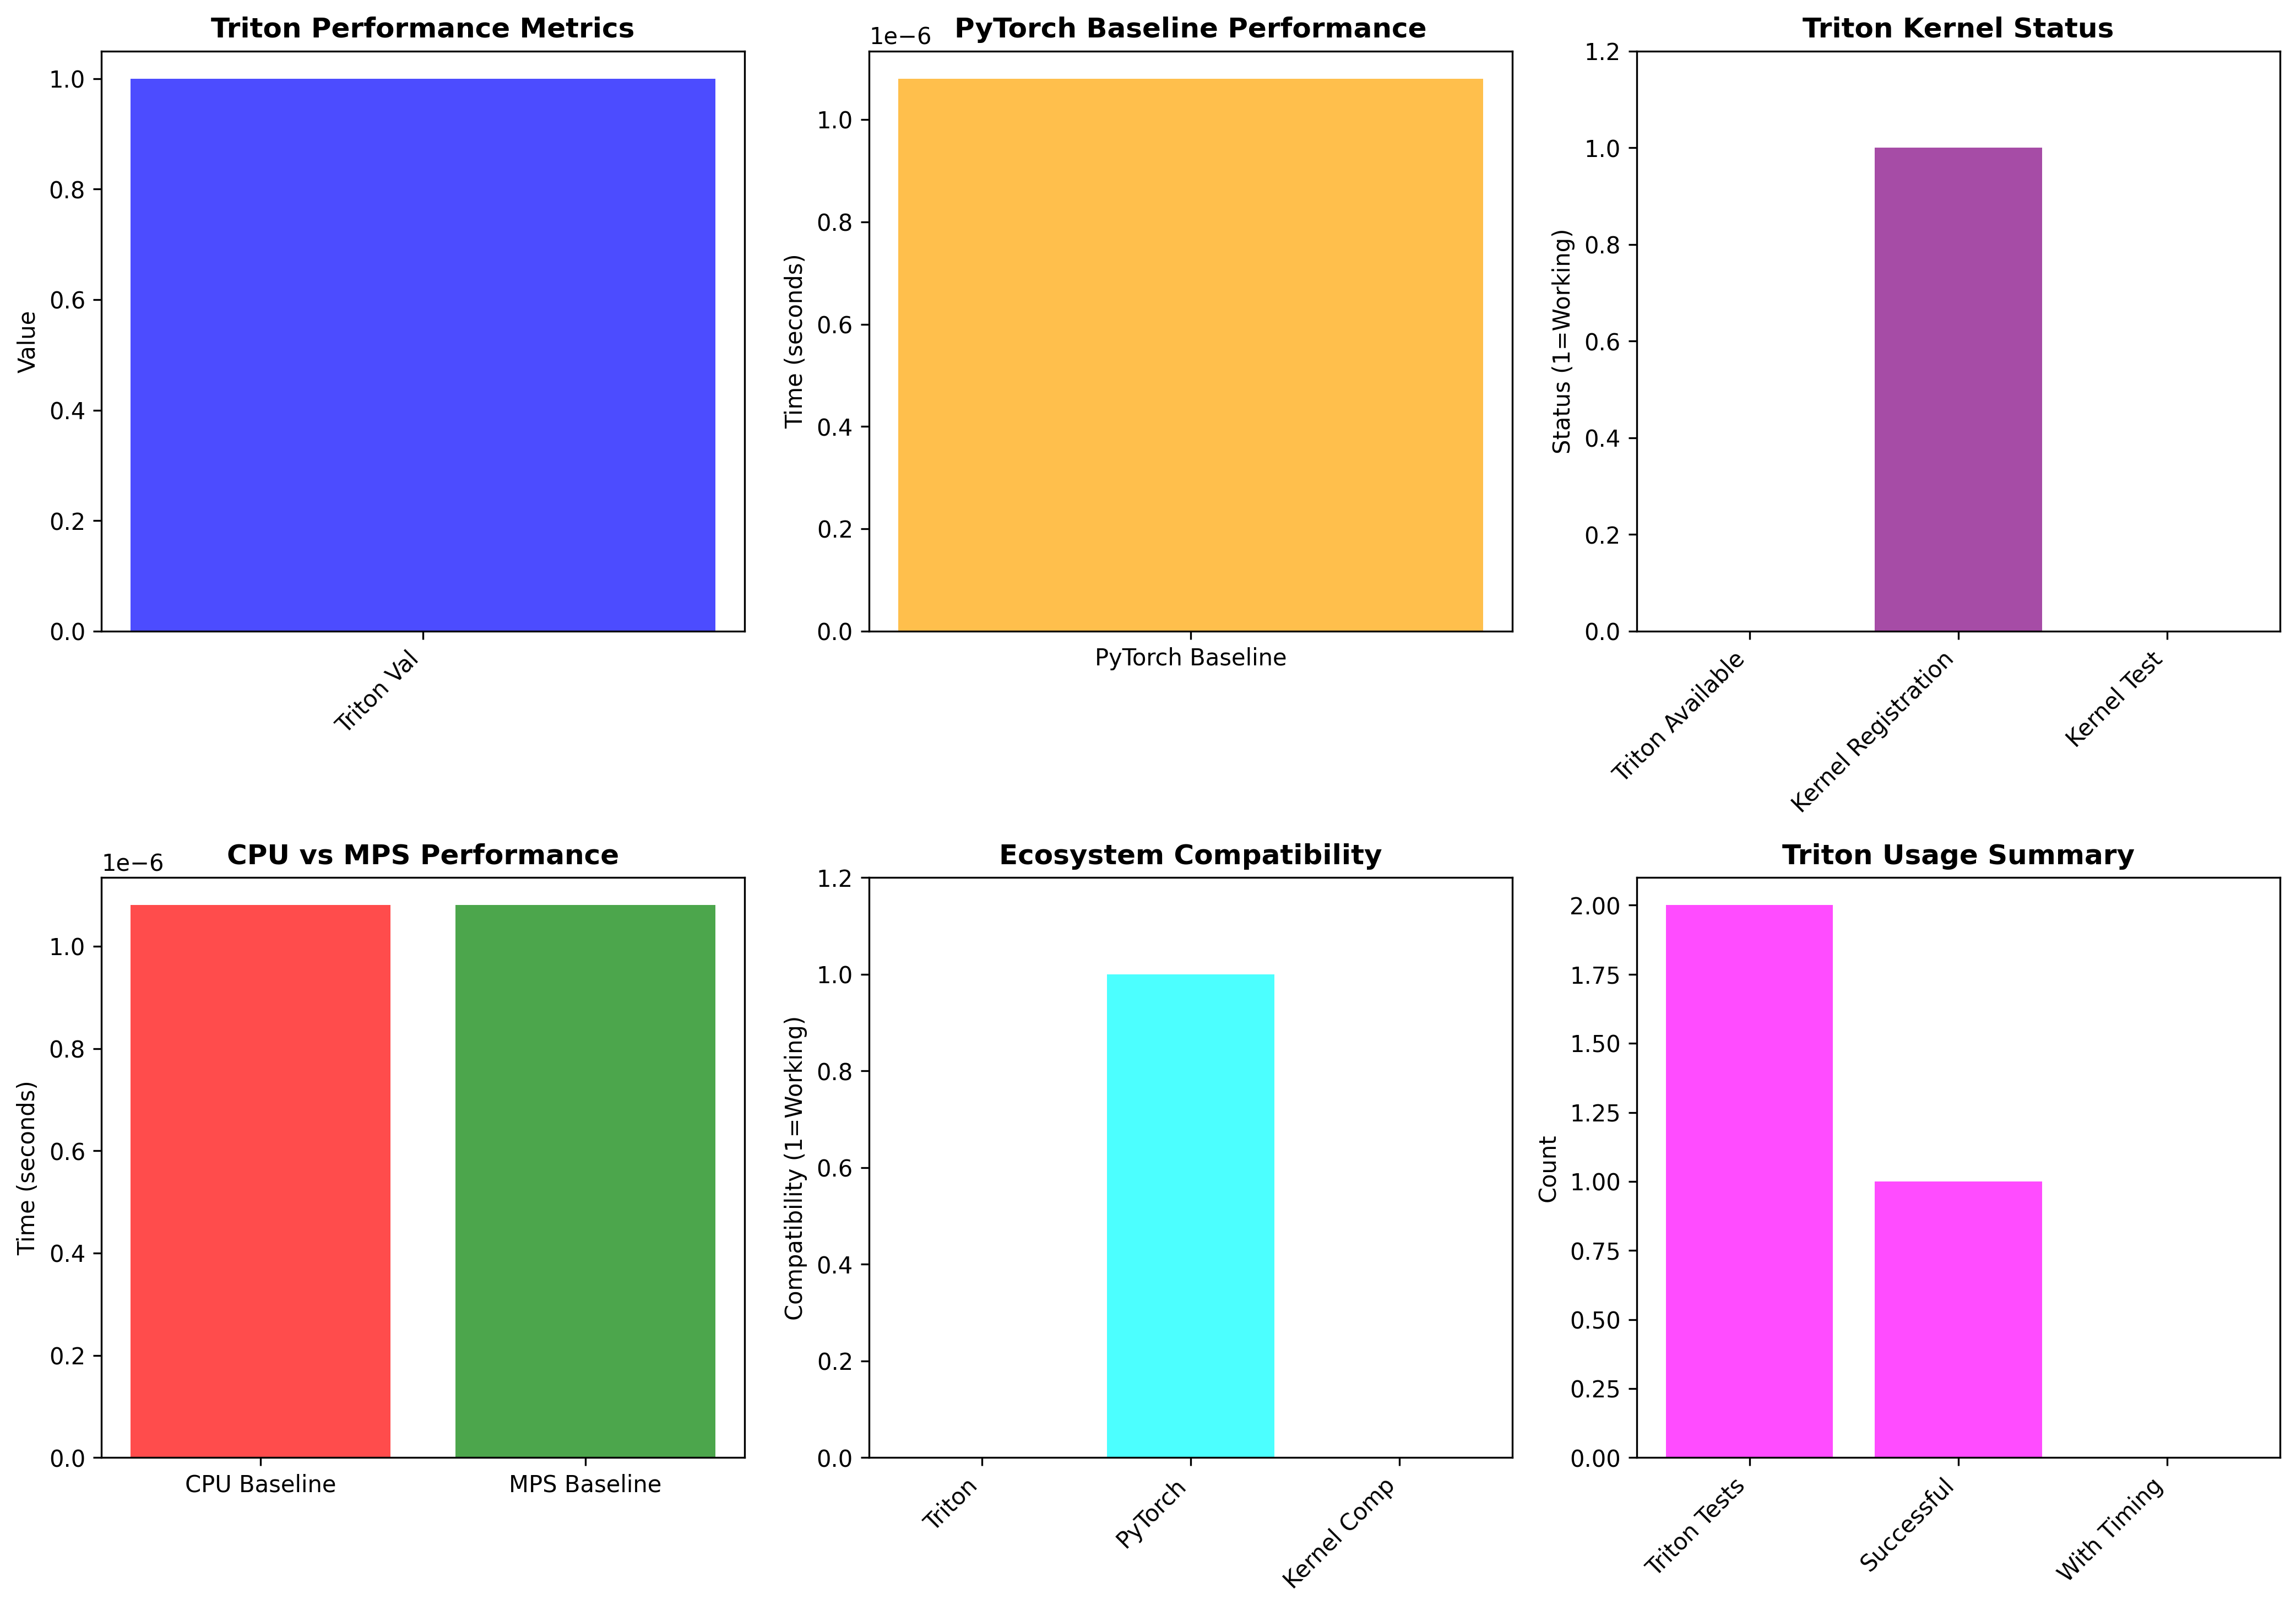 Triton Performance Metrics
Value
1.0
0.8
0.6
0.4
0.2
0.0
Triton Val
PyTorch Baseline Performance
1e−6
Time (seconds)
1.0
0.8
0.6
0.4
0.2
0.0
PyTorch Baseline
Triton Kernel Status
Status (1=Working)
1.2
1.0
0.8
0.6
0.4
0.2
0.0
Triton Available
Kernel Registration
Kernel Test
CPU vs MPS Performance
1e−6
Time (seconds)
1.0
0.8
0.6
0.4
0.2
0.0
CPU Baseline
MPS Baseline
Ecosystem Compatibility
Compatibility (1=Working)
1.2
1.0
0.8
0.6
0.4
0.2
0.0
Triton
PyTorch
Kernel Comp
Triton Usage Summary
Count
2.00
1.75
1.50
1.25
1.00
0.75
0.50
0.25
0.00
Triton Tests
Successful
With Timing